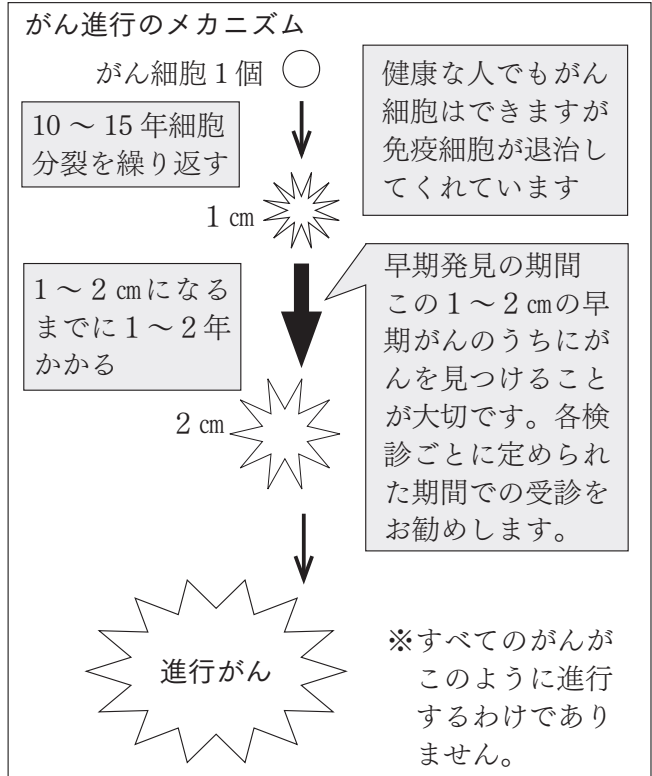 がん進行のメカニズム
がん細胞1個
健康な人でもがん
細胞はできますが
免疫細胞が退治し
てくれています
10～15年細胞
分裂を繰り返す
1㎝
早期発見の期間
この1～2㎝の早
期がんのうちにが
んを見つけること
が大切です。各検
診ごとに定められ
た期間での受診を
お勧めします。
1～2㎝になる
までに1～2年
かかる
2㎝
進行がん
※すべてのがんが
このように進行
するわけであり
ません。